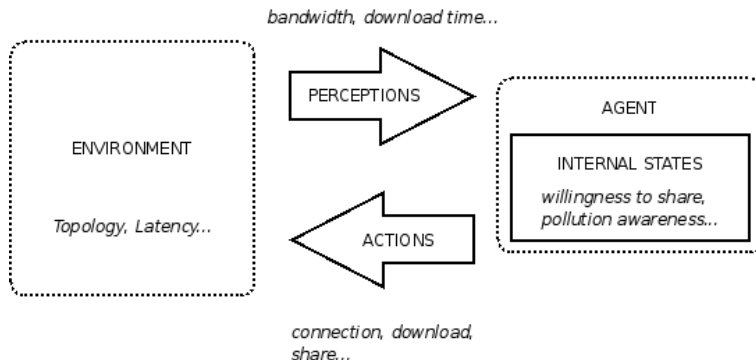 bandwidth, download time...
PERCEPTIONS
ENVIRONMENT
Topology, Latency...
AGENT
INTERNAL STATES
willingness to share,
pollution awareness...
ACTIONS
connection, download,
share...